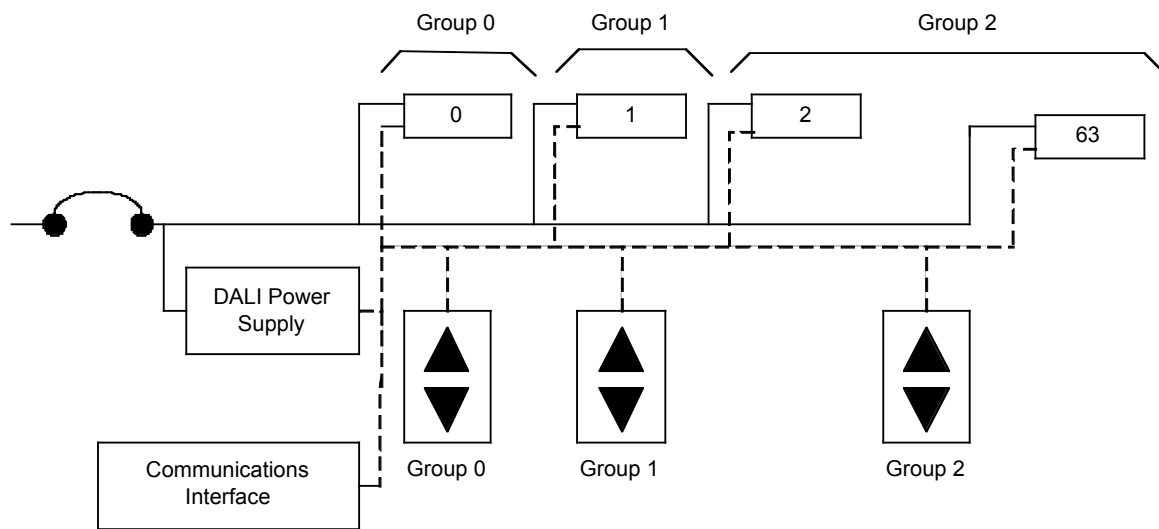 Group 0
Group 1
Group 2
0
1
2
63
DALI Power
Supply
Communications
Interface
Group 0
Group 1
Group 2